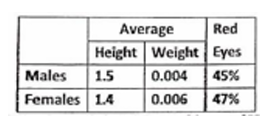 Average Red
Height Weight Eyes
Males 1.5 0.004 45%
Females 1.4 0.006 47%